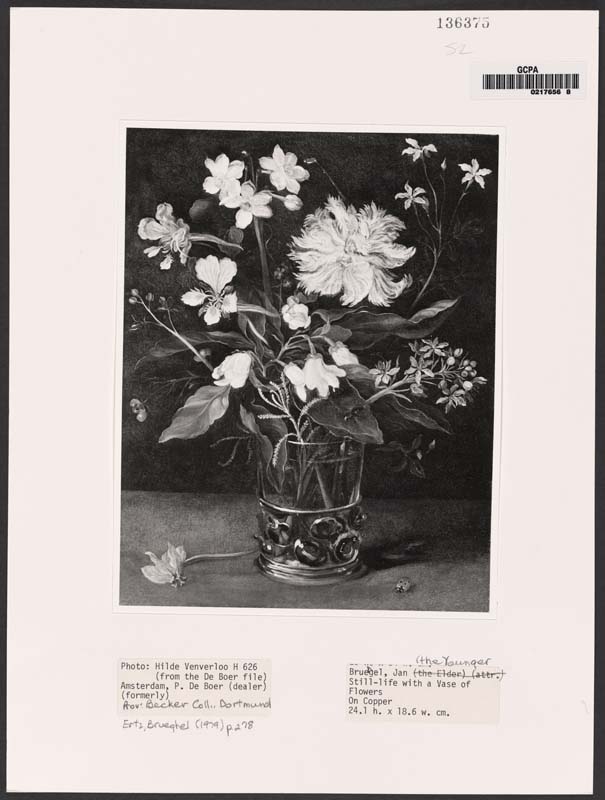 136375
52
GCPA
0217656 8
Photo: Hilde Venverloo H 626
(from the De Boer file)
Amsterdam, P. De Boer (dealer)
(formerly)
Prov: Becker Coll., Dortmund
Ertz, Brueghel (1979) p. 278
(the Younger
Bruegel, Jan (the Elder) (attr.)
Still-life with a Vase of
Flowers
On Copper
24.1 h. x 18.6 w. cm.